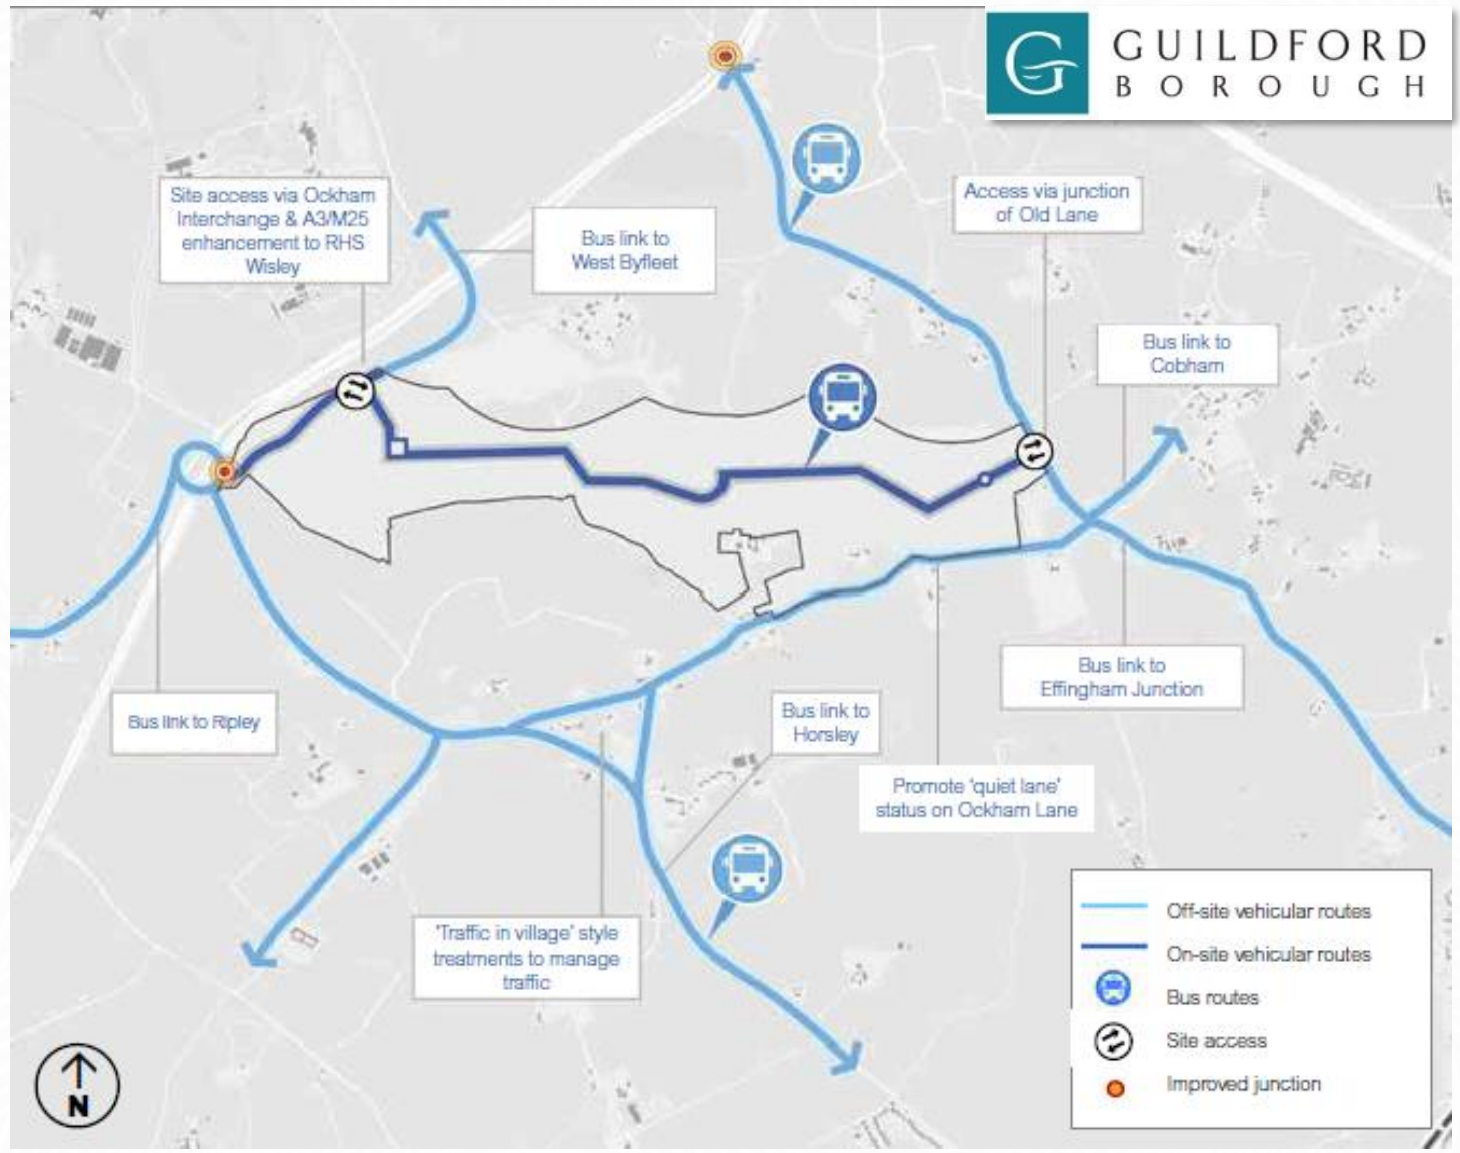 GUILDFORD
BOROUGH
Site access via Ockham
Interchange & A3/M25
enhancement to RHS
Wisley
Bus link to
West Byfleet
Access via junction
of Old Lane
Bus link to
Cobham
Bus link to
Effingham Junction
Bus link to Ripley
Bus link to
Horsley
Promote 'quiet lane'
status on Ockham Lane
'Traffic in village' style
treatments to manage
traffic
Off-site vehicular routes
On-site vehicular routes
Bus routes
Site access
Improved junction
N